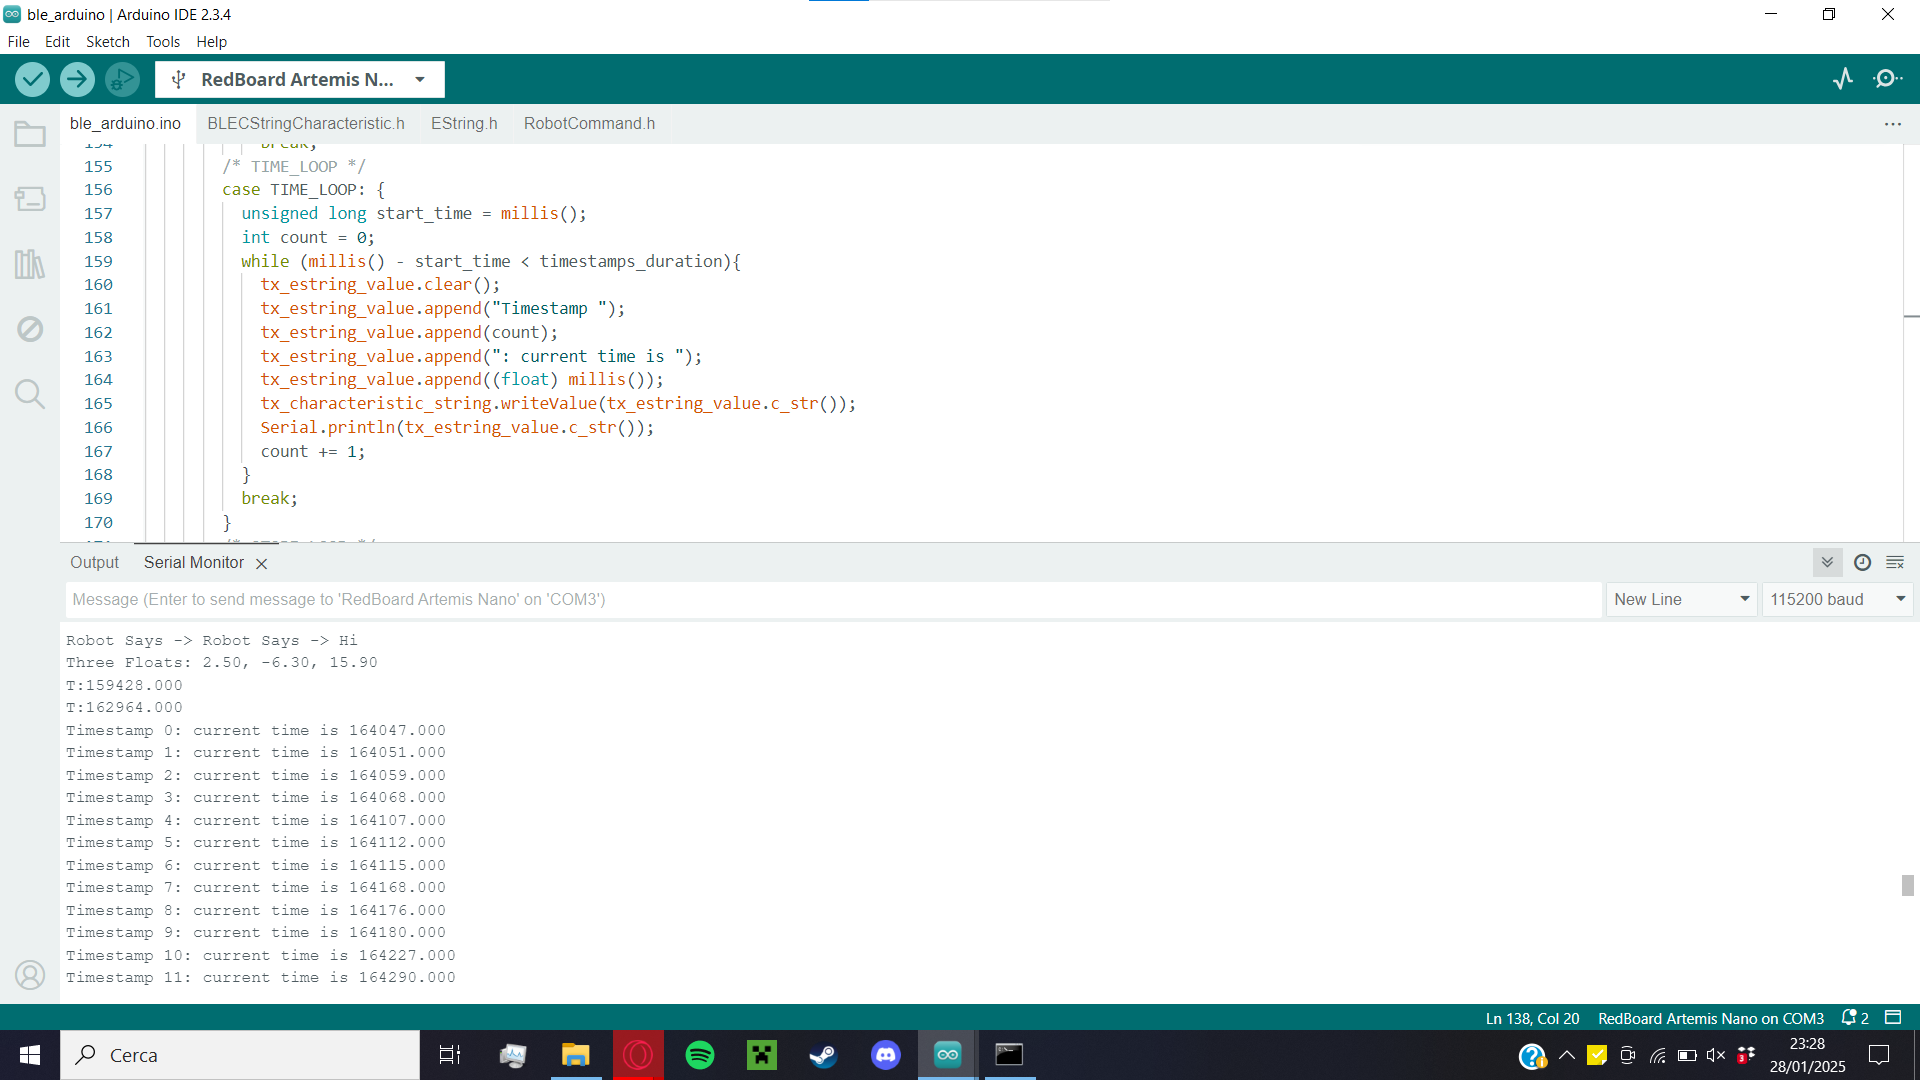 ble_arduino | Arduino IDE 2.3.4
File Edit Sketch Tools Help
RedBoard Artemis N...
ble_arduino.ino BLECStringCharacteristic.h EString.h RobotCommand.h
154 break;
155 /* TIME_LOOP */
156 case TIME_LOOP: {
157 unsigned long start_time = millis();
158 int count = 0;
159 while (millis() - start_time < timestamps_duration){
160 tx_estring_value.clear();
161 tx_estring_value.append("Timestamp ");
162 tx_estring_value.append(count);
163 tx_estring_value.append(": current time is ");
164 tx_estring_value.append((float) millis());
165 tx_characteristic_string.writeValue(tx_estring_value.c_str());
166 Serial.println(tx_estring_value.c_str());
167 count += 1;
168 }
169 break;
170 }
Output Serial Monitor
Message (Enter to send message to 'RedBoard Artemis Nano' on 'COM3') New Line 115200 baud
Robot Says -> Robot Says -> Hi
Three Floats: 2.50, -6.30, 15.90
T:159428.000
T:162964.000
Timestamp 0: current time is 164047.000
Timestamp 1: current time is 164051.000
Timestamp 2: current time is 164059.000
Timestamp 3: current time is 164068.000
Timestamp 4: current time is 164107.000
Timestamp 5: current time is 164112.000
Timestamp 6: current time is 164115.000
Timestamp 7: current time is 164168.000
Timestamp 8: current time is 164176.000
Timestamp 9: current time is 164180.000
Timestamp 10: current time is 164227.000
Timestamp 11: current time is 164290.000
Ln 138, Col 20 RedBoard Artemis Nano on COM3 2
Cerca
3
23:28
28/01/2025